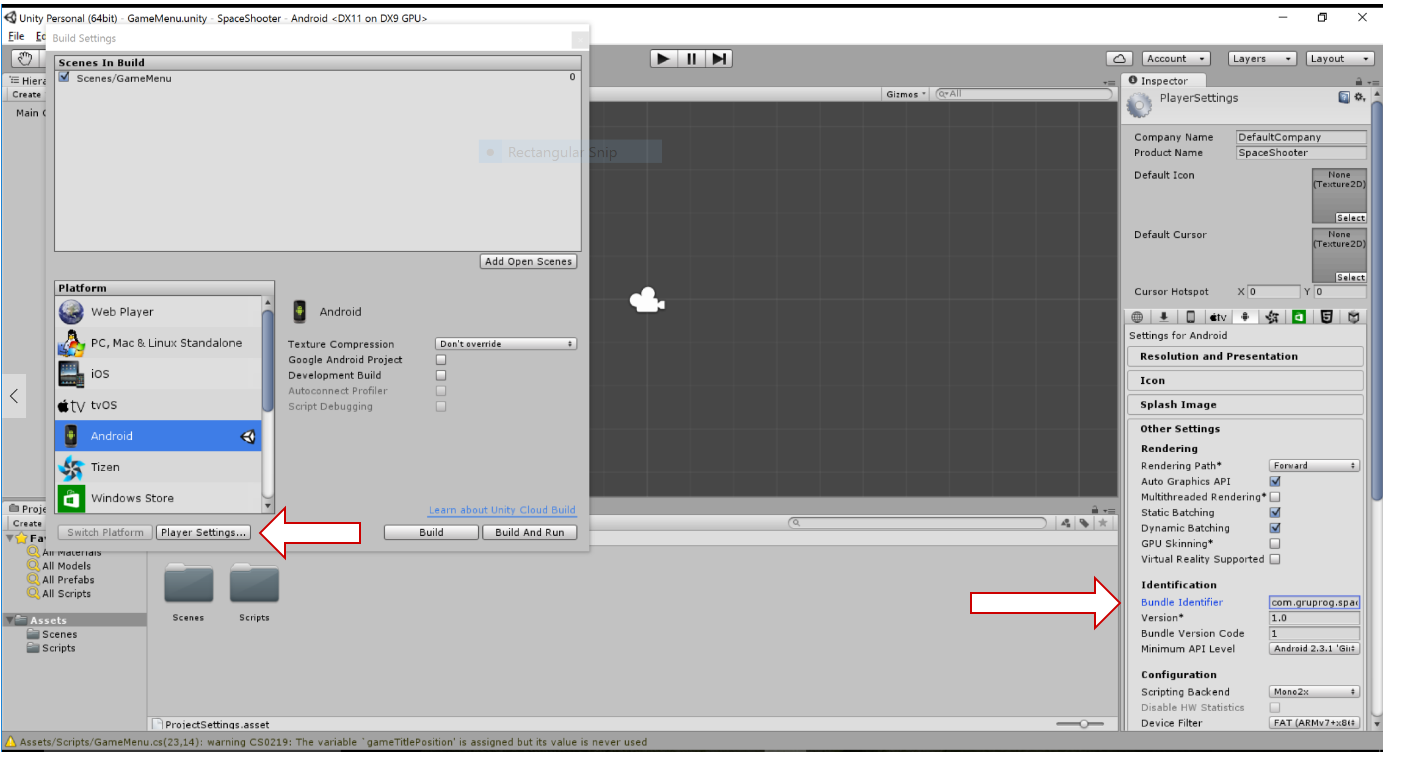 Unity Personal (64bit) - GameMenu.unity - SpaceShooter - Android <DX11 on DX9 GPU>
File
Build Settings
Account
Layers
Layout
Scenes In Build
Scenes/GameMenu 0
Create
Main
Gizmos
All
Rectangular Snip
Add Open Scenes
Platform
Web Player
PC, Mac & Linux Standalone
iOS
tv tvOS
Android
Tizen
Windows Store
Android
Texture Compression Don't override
Google Android Project
Development Build
Autoconnect Profiler
Script Debugging
Learn about Unity Cloud Build
Switch Platform
Player Settings...
Build
Build And Run
Inspector
PlayerSettings
Company Name DefaultCompany
Product Name SpaceShooter
Default Icon
None
(Texture2D)
Select
Default Cursor
None
(Texture2D)
Select
Cursor Hotspot X 0 Y 0
tv
Settings for Android
Resolution and Presentation
Icon
Splash Image
Other Settings
Rendering
Rendering Path* Forward
Auto Graphics API
Multithreaded Rendering*
Static Batching
Dynamic Batching
GPU Skinning*
Virtual Reality Supported
Identification
Bundle Identifier com.gruprog.spac
Version* 1.0
Bundle Version Code 1
Minimum API Level Android 2.3.1
Configuration
Scripting Backend Mono2x
Disable HW Statistics
Device Filter FAT (ARMv7+x8
Create
All Materials
All Models
All Prefabs
All Scripts
Assets
Scenes
Scripts
Scenes
Scripts
ProjectSettings.asset
Assets/Scripts/GameMenu.cs(23,14): warning CS0219: The variable `gameTitlePosition' is assigned but its value is never used